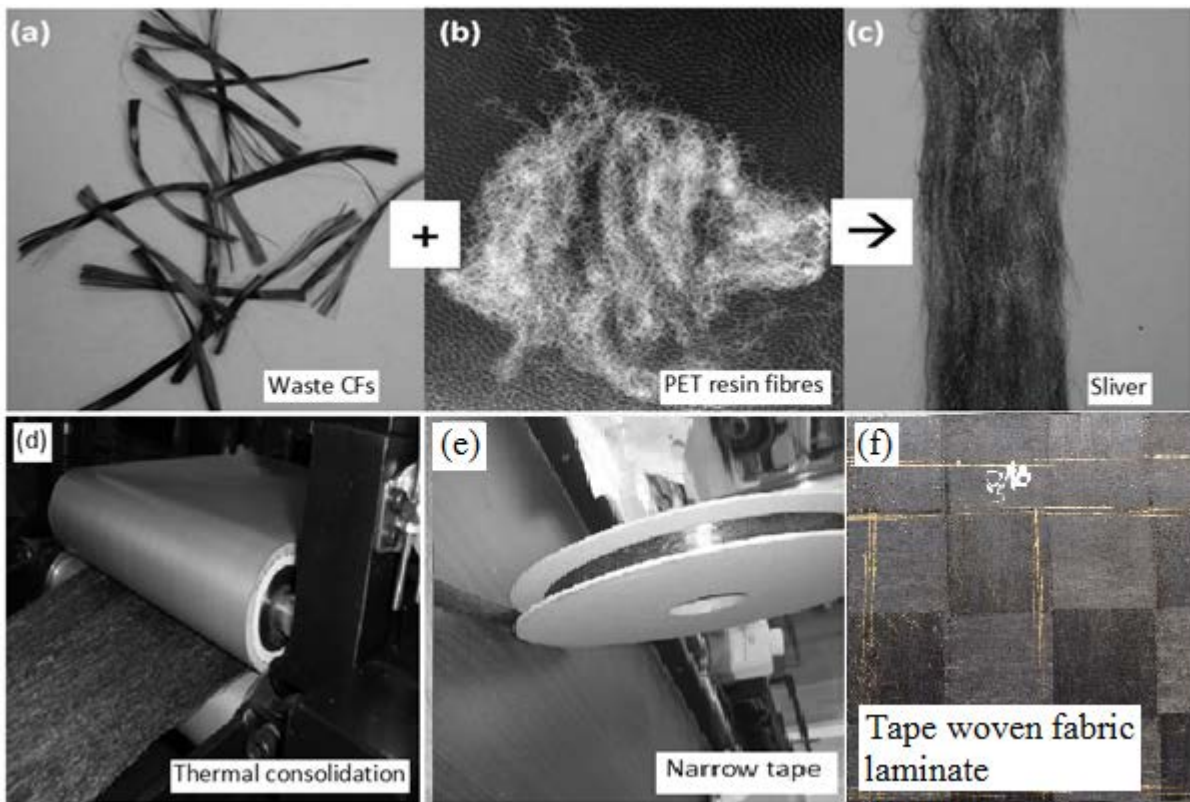 (a)
Waste CFs
+
(b)
PET resin fibres
→
(c)
Sliver
(d)
Thermal consolidation
(e)
Narrow tape
(f)
Tape woven fabric
laminate